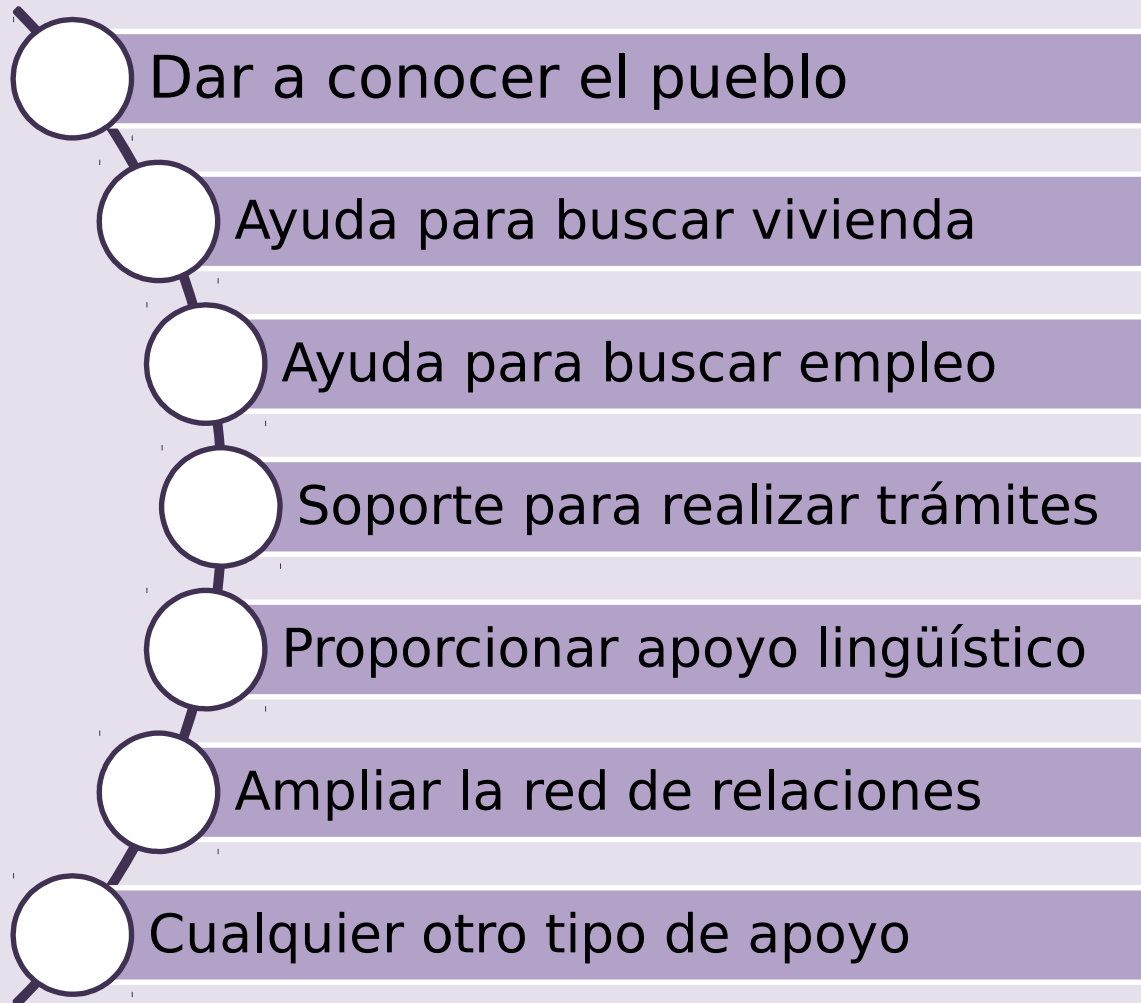 Dar a conocer el pueblo
Ayuda para buscar vivienda
Ayuda para buscar empleo
Soporte para realizar trámites
Proporcionar apoyo lingüístico
Ampliar la red de relaciones
Cualquier otro tipo de apoyo